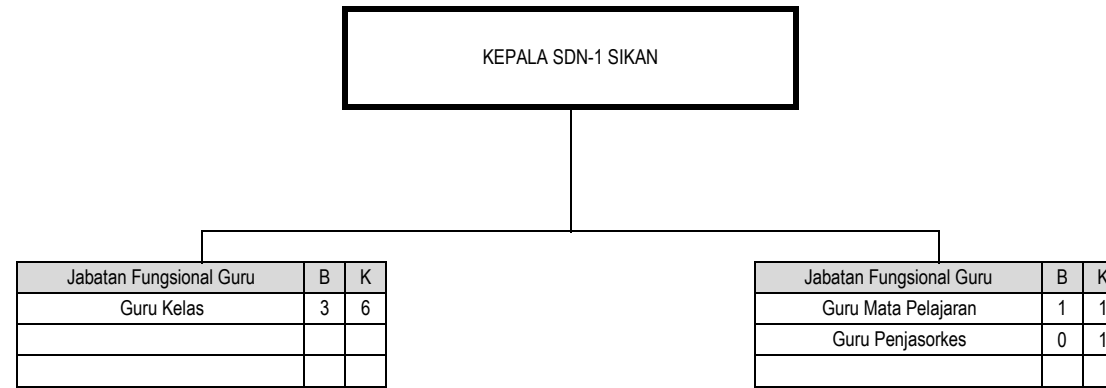 KEPALA SDN-1 SIKAN
Jabatan Fungsional Guru B K
Guru Kelas 3 6
Jabatan Fungsional Guru B K
Guru Mata Pelajaran 1 1
Guru Penjasorkes 0 1